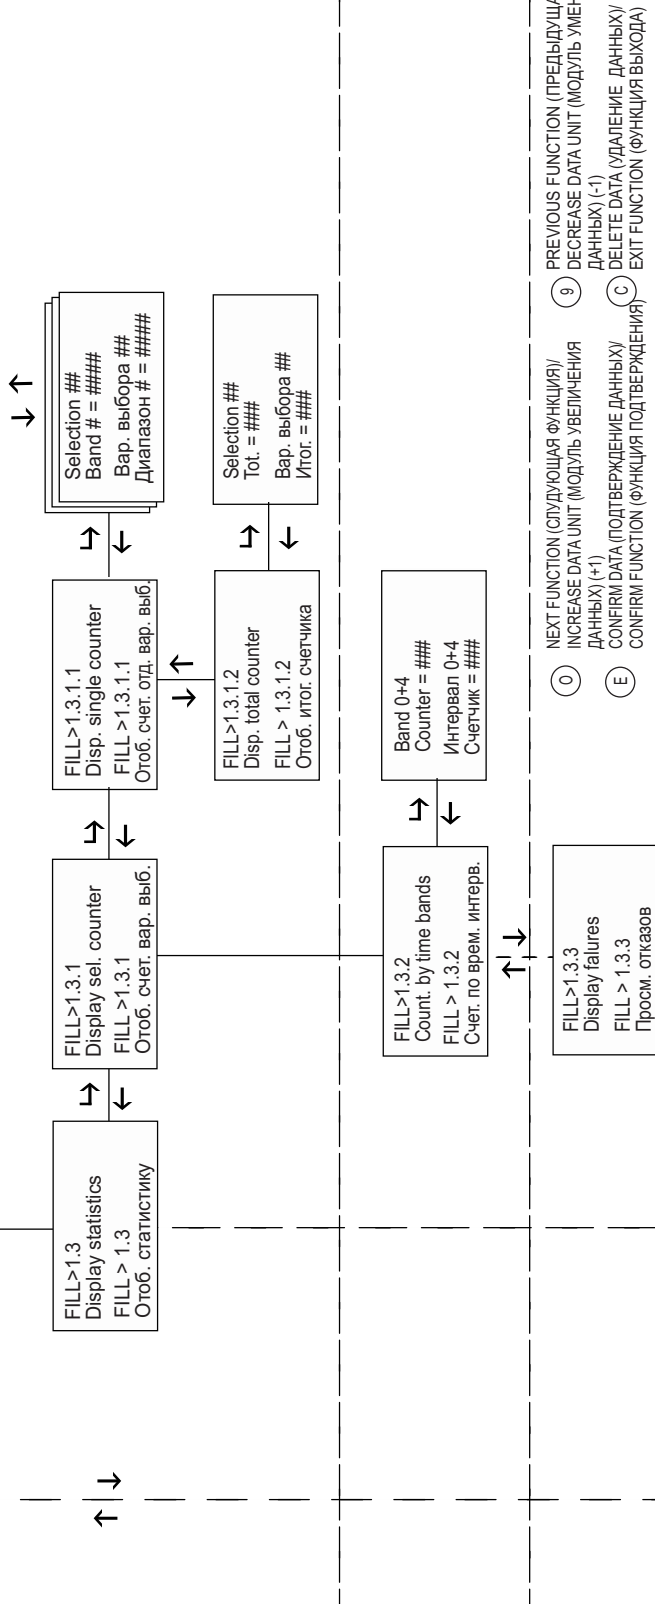 FILL>1.3
Display statistics
FILL > 1.3
Отоб. статистику
FILL>1.3.1
Display sel. counter
FILL >1.3.1
Отоб. счет. вар. выб.
FILL>1.3.1.1
Disp. single counter
FILL >1.3.1.1
Отоб. счет. отд. вар. выб.
Selection ##
Band # = ####
Вар. выбора ##
Диапазон # = ####
FILL>1.3.1.2
Disp. total counter
FILL > 1.3.1.2
Отоб. итог. счетчика
Selection ##
Tot. = ###
Вар. выбора ##
Итог. = ###
FILL>1.3.2
Count. by time bands
FILL > 1.3.2
Счет. по врем. интерв.
Band 0+4
Counter = ###
Интервал 0+4
Счетчик = ###
FILL>1.3.3
Display falures
FILL > 1.3.3
Просм. отказов
0 NEXT FUNCTION (СЛУДУЮЩАЯ ФУНКЦИЯ)/
INCREASE DATA UNIT (МОДУЛЬ УВЕЛИЧЕНИЯ
ДАННЫХ) (+1)
E CONFIRM DATA (ПОДТВЕРЖДЕНИЕ ДАННЫХ)/
CONFIRM FUNCTION (ФУНКЦИЯ ПОДТВЕРЖДЕНИЯ)
9 PREVIOUS FUNCTION (ПРЕДЫДУЩА
DECREASE DATA UNIT (МОДУЛЬ УМЕН
ДАННЫХ) (-1)
C DELETE DATA (УДАЛЕНИЕ ДАННЫХ)/
EXIT FUNCTION (ФУНКЦИЯ ВЫХОДА)